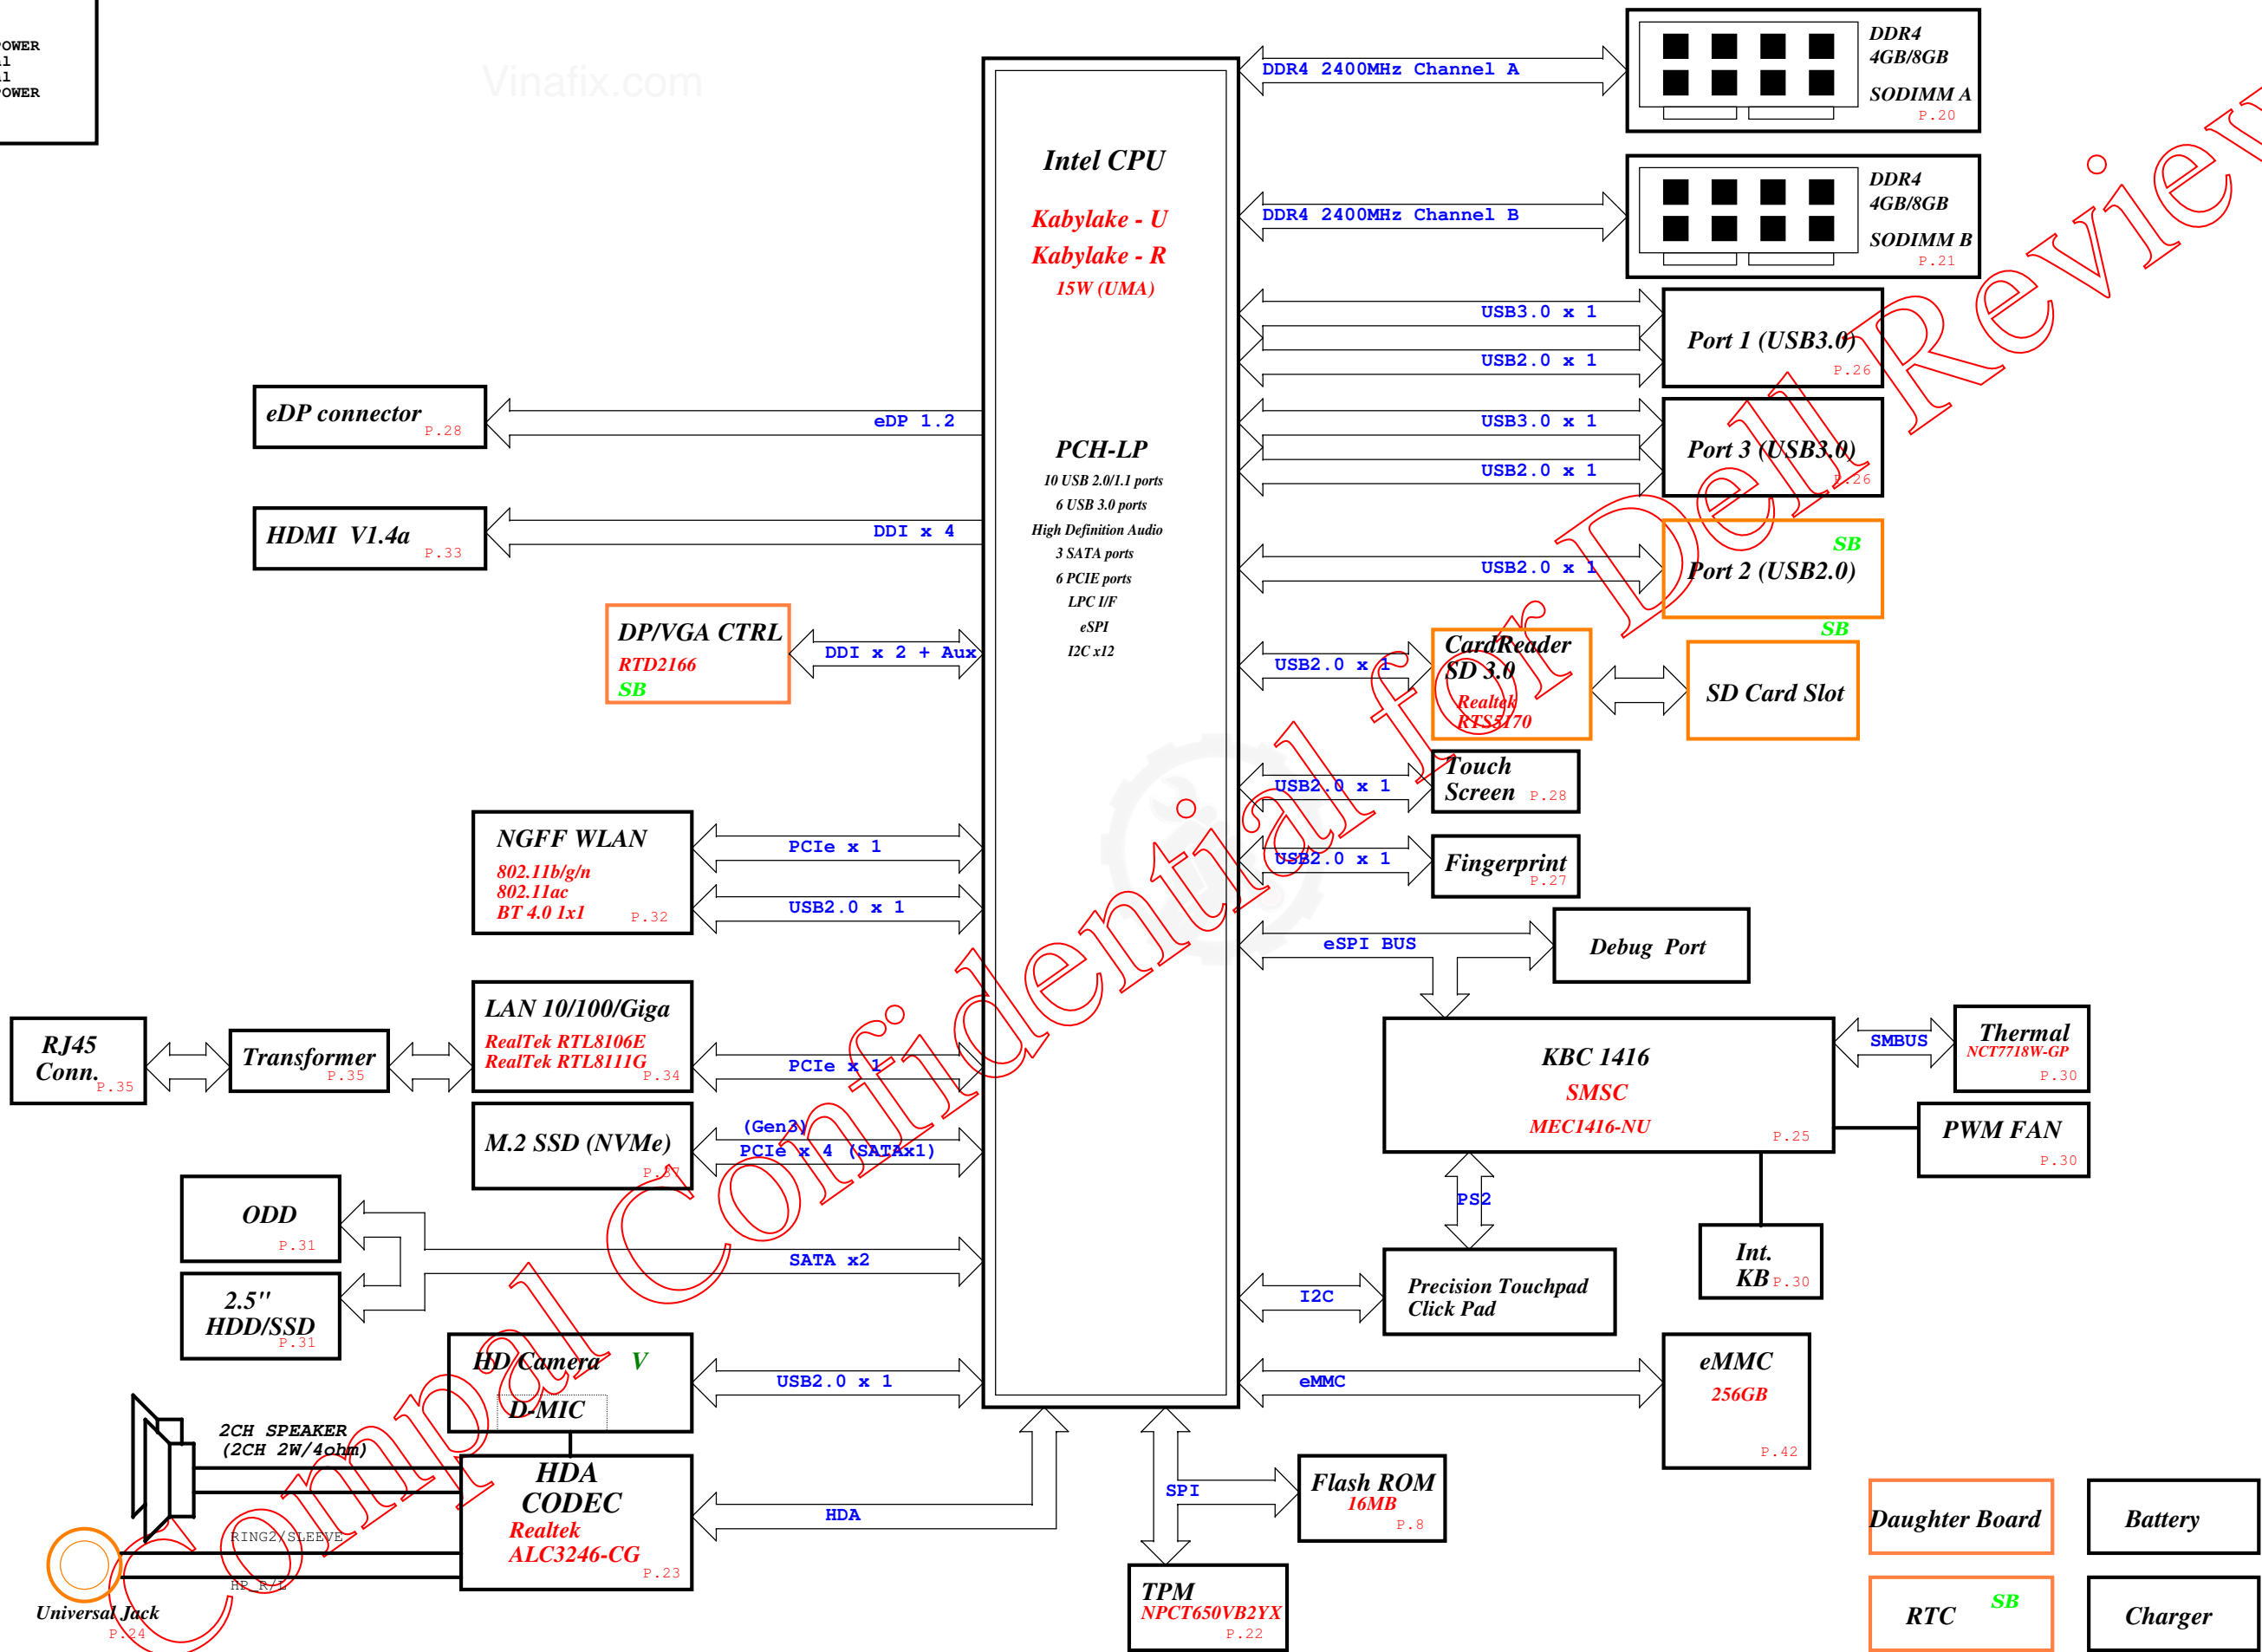 POWER
POWER
Vinafix.com
Compal Confidential for Dell Review
Intel CPU
Kabylake - U
Kabylake - R
15W (UMA)
PCH-LP
10 USB 2.0/1.1 ports
6 USB 3.0 ports
High Definition Audio
3 SATA ports
6 PCIE ports
LPC I/F
eSPI
I2C x12
DDR4 2400MHz Channel A
DDR4
4GB/8GB
SODIMM A
P.20
DDR4 2400MHz Channel B
DDR4
4GB/8GB
SODIMM B
P.21
USB3.0 x 1
USB2.0 x 1
Port 1 (USB3.0)
P.26
USB3.0 x 1
USB2.0 x 1
Port 3 (USB3.0)
P.26
USB2.0 x 1
SB
Port 2 (USB2.0)
SB
USB2.0 x 1
CardReader
SD 3.0
Realtek
RTS5170
SD Card Slot
USB2.0 x 1
Touch
Screen P.28
USB2.0 x 1
Fingerprint
P.27
eSPI BUS
Debug Port
KBC 1416
SMSC
MEC1416-NU
P.25
SMBUS
Thermal
NCT7718W-GP
P.30
PWM FAN
P.30
PS2
Int.
KB P.30
I2C
Precision Touchpad
Click Pad
eMMC
eMMC
256GB
P.42
SPI
Flash ROM
16MB
P.8
TPM
NPCT650VB2YX
P.22
eDP connector
P.28
eDP 1.2
HDMI V1.4a
P.33
DDI x 4
DP/VGA CTRL
RTD2166
SB
DDI x 2 + Aux
NGFF WLAN
802.11b/g/n
802.11ac
BT 4.0 1x1
P.32
PCIe x 1
USB2.0 x 1
RJ45
Conn.
P.35
Transformer
P.35
LAN 10/100/Giga
RealTek RTL8106E
RealTek RTL8111G
P.34
PCIe x 1
M.2 SSD (NVMe)
P.37
(Gen3)
PCIe x 4 (SATAx1)
ODD
P.31
2.5"
HDD/SSD
P.31
SATA x2
HD Camera V
D-MIC
USB2.0 x 1
2CH SPEAKER
(2CH 2W/4ohm)
HDA
CODEC
Realtek
ALC3246-CG
P.23
HDA
RING2/SLEEVE
HP_R/L
Universal Jack
P.24
Daughter Board
Battery
RTC SB
Charger